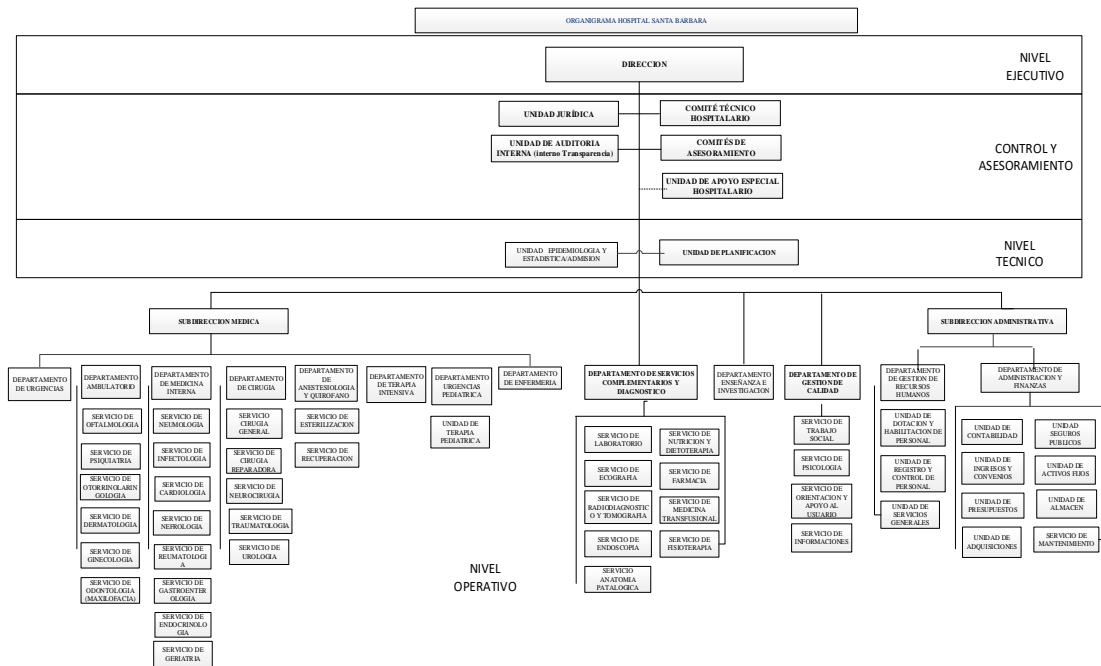 ORGANIGRAMA HOSPITAL SANTA BARBARA
NIVEL
EJECUTIVO
DIRECCION
UNIDAD JURÍDICA
COMITÉ TÉCNICO
HOSPITALARIO
UNIDAD DE AUDITORIA
INTERNA (interno Transparencia)
COMITÉS DE
ASESORAMIENTO
CONTROL Y
ASESORAMIENTO
UNIDAD DE APOYO ESPECIAL
HOSPITALARIO
UNIDAD EPIDEMIOLOGIA Y
ESTADISTICA/ADMISION
UNIDAD DE PLANIFICACION
NIVEL
TECNICO
SUBDIRECCION MEDICA
SUBDIRECCION ADMINISTRATIVA
DEPARTAMENTO
DE URGENCIAS
DEPARTAMENTO
AMBULATORIO
SERVICIO DE
OFTALMOLOGIA
SERVICIO DE
PSIQUIATRIA
SERVICIO DE
OTORRINOLARIN
GOLOGIA
SERVICIO DE
DERMATOLOGIA
SERVICIO DE
GINECOLOGIA
SERVICIO DE
ODONTOLOGIA
(MAXILOFACIA)
DEPARTAMENTO
DE MEDICINA
INTERNA
SERVICIO DE
NEUMOLOGIA
SERVICIO DE
INFECTOLOGIA
SERVICIO DE
CARDIOLOGIA
SERVICIO DE
NEFROLOGIA
SERVICIO DE
REUMATOLOGI
A
SERVICIO DE
GASTROENTER
OLOGIA
SERVICIO DE
ENDOCRINOLO
GIA
SERVICIO DE
GERIATRIA
DEPARTAMENTO
DE CIRUGIA
SERVICIO
CIRUGIA
GENERAL
SERVICIO DE
CIRUGIA
REPARADORA
SERVICIO DE
NEUROCIRUGIA
SERVICIO DE
TRAUMATOLOGIA
SERVICIO DE
UROLOGIA
DEPARTAMENTO
DE
ANESTESIOLOGIA
Y QUIROFANO
SERVICIO DE
ESTERILIZACION
SERVICIO DE
RECUPERACION
DEPARTAMENTO
DE TERAPIA
INTENSIVA
DEPARTAMENTO
URGENCIAS
PEDIATRICA
UNIDAD DE
TERAPIA
PEDIATRICA
DEPARTAMENTO
DE ENFERMERIA
NIVEL
OPERATIVO
DEPARTAMENTO DE SERVICIOS
COMPLEMENTARIOS Y
DIAGNOSTICO
SERVICIO DE
LABORATORIO
SERVICIO DE
ECOGRAFIA
SERVICIO DE
RADIODIAGNOSTIC
O Y TOMOGRAFIA
SERVICIO DE
ENDOSCOPIA
SERVICIO
ANATOMIA
PATALOGICA
SERVICIO DE
NUTRICION Y
DIETOTERAPIA
SERVICIO DE
FARMACIA
SERVICIO DE
MEDICINA
TRANSFUSIONAL
SERVICIO DE
FISIOTERAPIA
DEPARTAMENTO
ENSEÑANZA E
INVESTIGACION
DEPARTAMENTO
DE GESTION DE
CALIDAD
SERVICIO DE
TRABAJO
SOCIAL
SERVICIO DE
PSICOLOGIA
SERVICIO DE
ORIENTACION Y
APOYO AL
USUARIO
SERVICIO DE
INFORMACIONES
DEPARTAMENTO
DE GESTION DE
RECURSOS
HUMANOS
UNIDAD DE
DOTACION Y
HABILITACION DE
PERSONAL
UNIDAD DE
REGISTRO Y
CONTROL DE
PERSONAL
UNIDAD DE
SERVICIOS
GENERALES
DEPARTAMENTO DE
ADMINISTRACION Y
FINANZAS
UNIDAD DE
CONTABILIDAD
UNIDAD DE
INGRESOS Y
CONVENIOS
UNIDAD DE
PRESUPUESTOS
UNIDAD DE
ADQUISICIONES
UNIDAD
SEGUROS
PUBLICOS
UNIDAD DE
ACTIVOS FIJOS
UNIDAD DE
ALMACEN
SERVICIO DE
MANTENIMIENTO